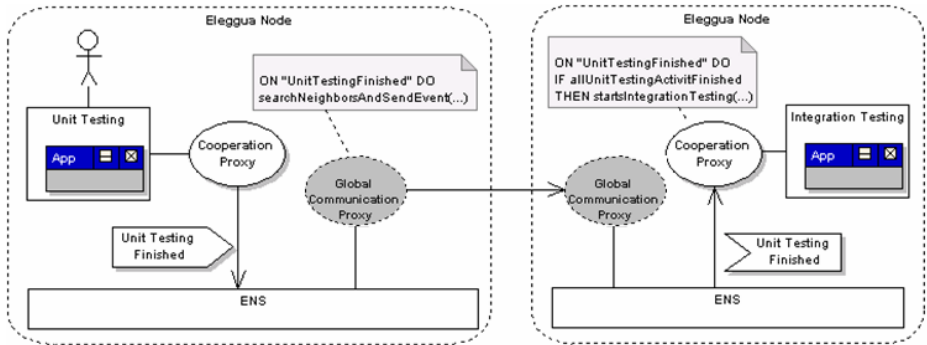 Eleggua Node
ON "UnitTestingFinished" DO
searchNeighborsAndSendEvent(...)
Unit Testing
App
Cooperation
Proxy
Global
Communication
Proxy
Unit Testing
Finished
ENS
Eleggua Node
ON "UnitTestingFinished" DO
IF allUnitTestingActivitFinished
THEN startsIntegrationTesting(...)
Integration Testing
App
Cooperation
Proxy
Global
Communication
Proxy
Unit Testing
Finished
ENS